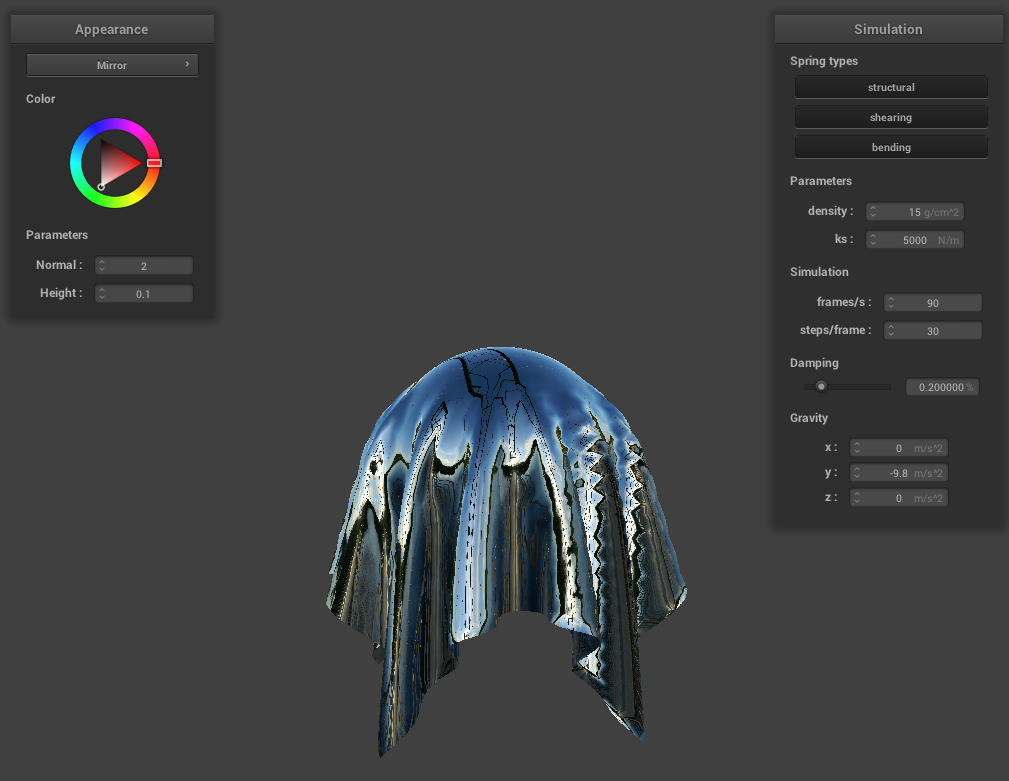 Appearance
Mirror
Color
Parameters
Normal : 2
Height : 0.1
Simulation
Spring types
structural
shearing
bending
Parameters
density : 15 g/cm^2
ks : 5000 N/m
Simulation
frames/s : 90
steps/frame : 30
Damping
0.200000 %
Gravity
x : 0 m/s^2
y : -9.8 m/s^2
z : 0 m/s^2